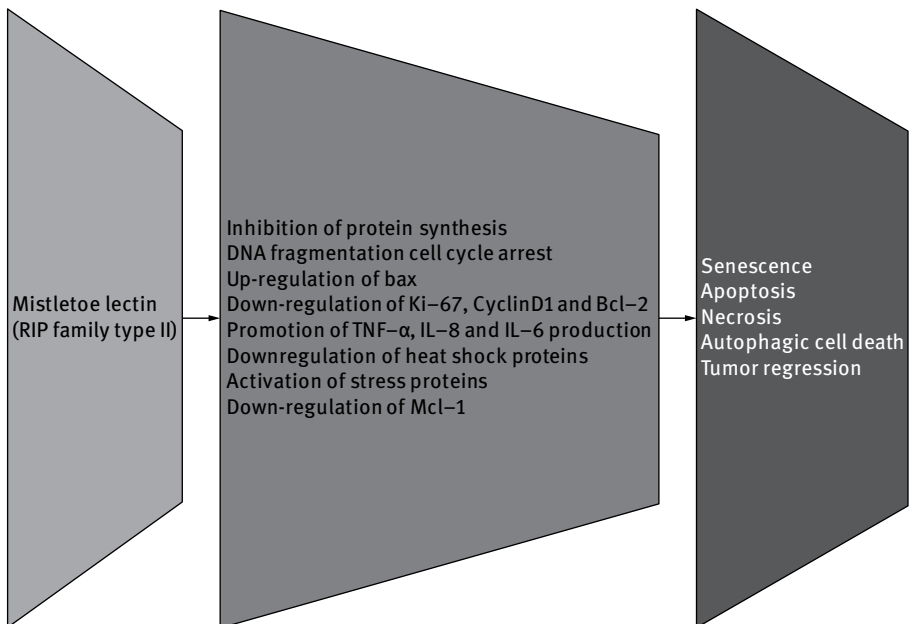 Mistletoe lectin
(RIP family type II)
Inhibition of protein synthesis
DNA fragmentation cell cycle arrest
Up-regulation of bax
Down-regulation of Ki–67, CyclinD1 and Bcl–2
Promotion of TNF–α, IL–8 and IL–6 production
Downregulation of heat shock proteins
Activation of stress proteins
Down-regulation of Mcl–1
Senescence
Apoptosis
Necrosis
Autophagic cell death
Tumor regression